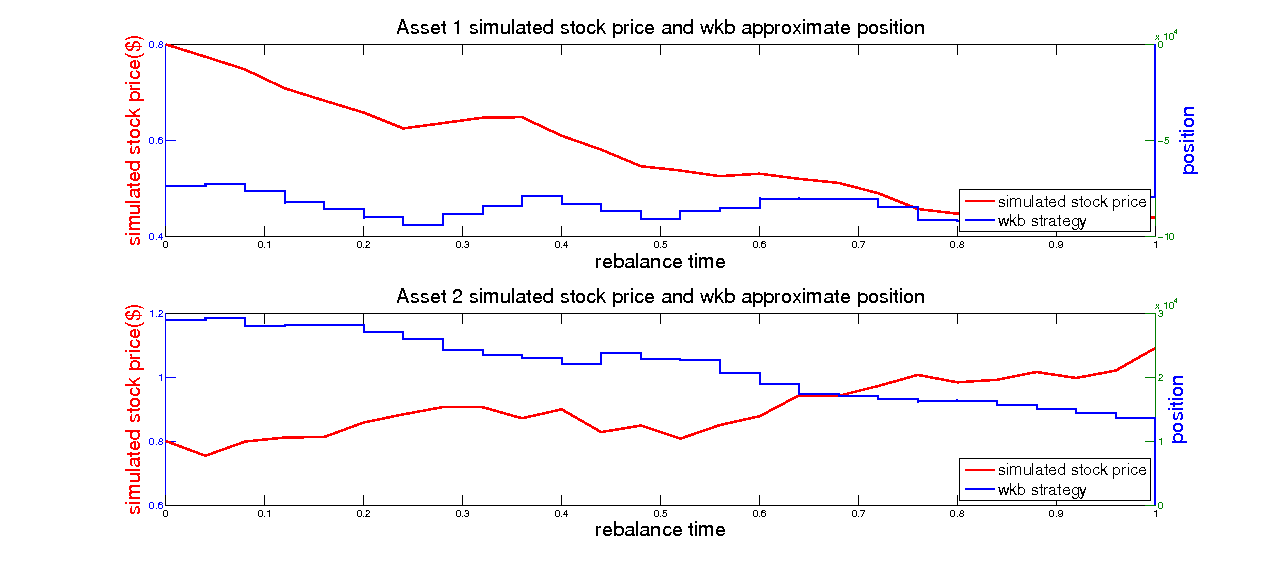 Asset 1 simulated stock price and wkb approximate position
x 10^4
simulated stock price($)
0.8
0.6
0.4
0
−5
−10
position
simulated stock price
wkb strategy
0 0.1 0.2 0.3 0.4 0.5 0.6 0.7 0.8 0.9 1
rebalance time
Asset 2 simulated stock price and wkb approximate position
x 10^4
simulated stock price($)
1.2
1
0.8
0.6
3
2
1
0
position
simulated stock price
wkb strategy
0 0.1 0.2 0.3 0.4 0.5 0.6 0.7 0.8 0.9 1
rebalance time